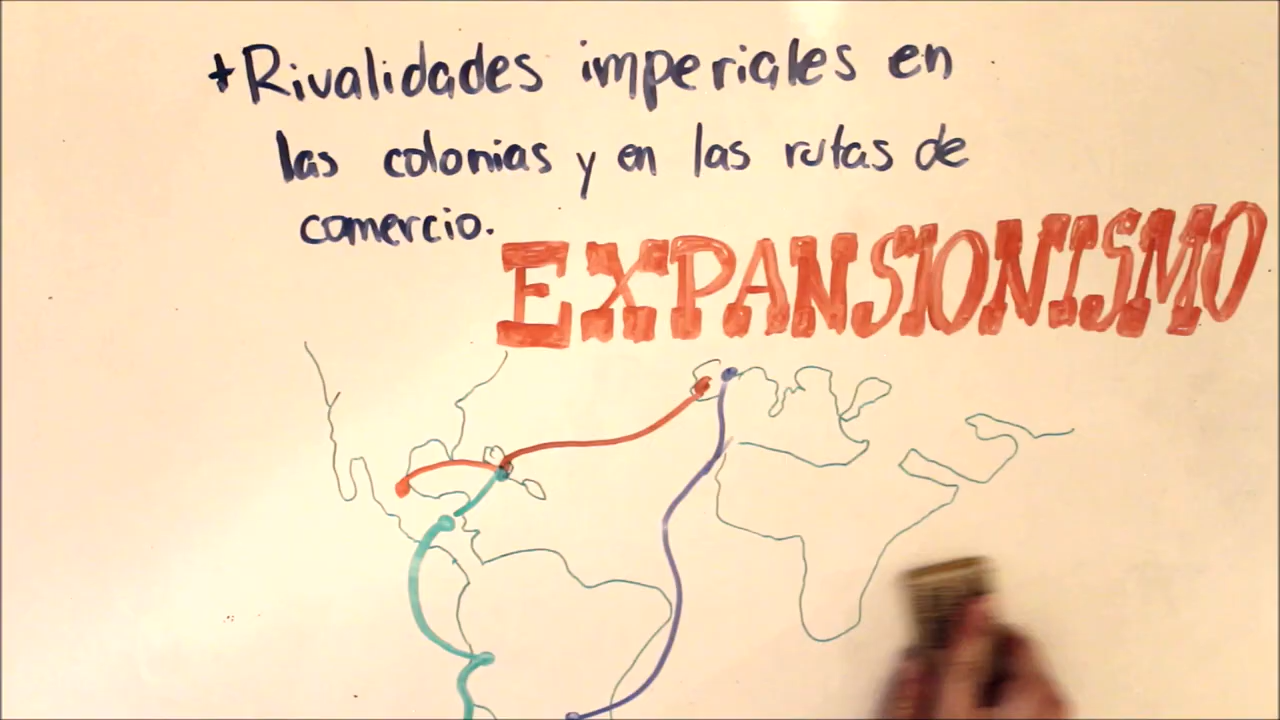 +Rivalidades imperiales en
las colonias y en las rutas de
comercio.
EXPANSIONISMO